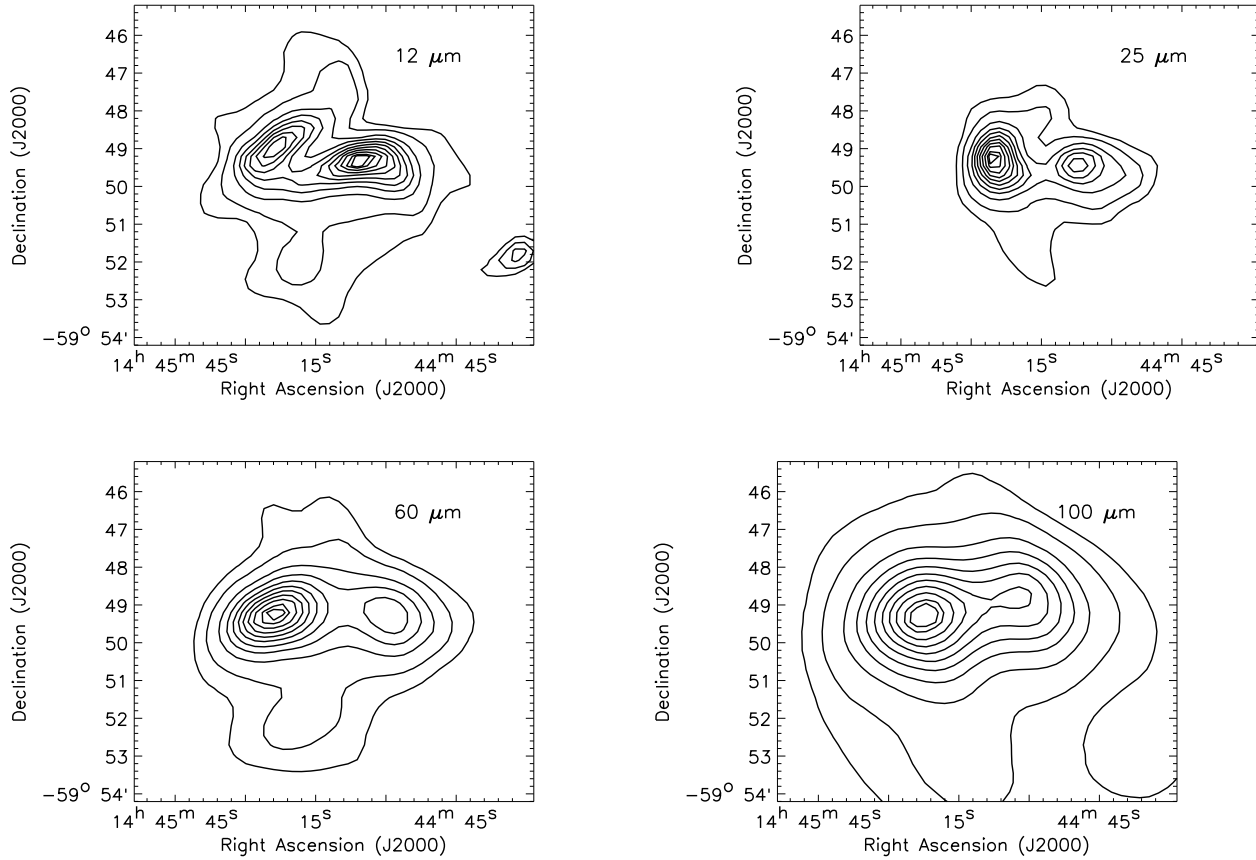 12 μm
46
47
48
49
50
51
52
53
−59° 54'
Declination (J2000)
14ʰ 45ᵐ 45ˢ 15ˢ 44ᵐ 45ˢ
Right Ascension (J2000)
25 μm
46
47
48
49
50
51
52
53
−59° 54'
Declination (J2000)
14ʰ 45ᵐ 45ˢ 15ˢ 44ᵐ 45ˢ
Right Ascension (J2000)
60 μm
46
47
48
49
50
51
52
53
−59° 54'
Declination (J2000)
14ʰ 45ᵐ 45ˢ 15ˢ 44ᵐ 45ˢ
Right Ascension (J2000)
100 μm
46
47
48
49
50
51
52
53
−59° 54'
Declination (J2000)
14ʰ 45ᵐ 45ˢ 15ˢ 44ᵐ 45ˢ
Right Ascension (J2000)